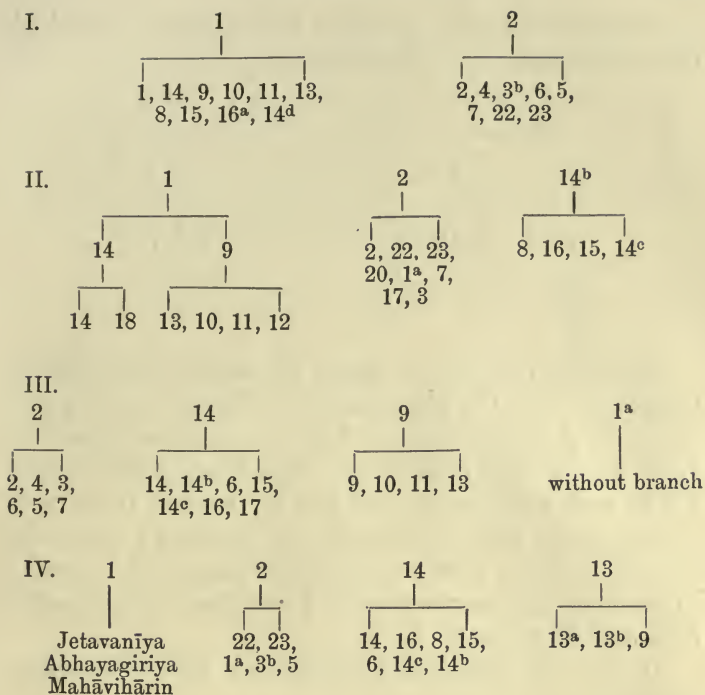 I. 1 2
1, 14, 9, 10, 11, 13, 2, 4, 3ᵇ, 6, 5,
8, 15, 16ᵃ, 14ᵈ 7, 22, 23
II. 1 2 14ᵇ
14 9 2, 22, 23, 8, 16, 15, 14ᶜ
20, 1ᵃ, 7,
14 18 13, 10, 11, 12 17, 3
III.
2 14 9 1ᵃ
2, 4, 3, 14, 14ᵇ, 6, 15, 9, 10, 11, 13 without branch
6, 5, 7 14ᶜ, 16, 17
IV. 1 2 14 13
Jetavanīya 22, 23, 14, 16, 8, 15, 13ᵃ, 13ᵇ, 9
Abhayagiriya 1ᵃ, 3ᵇ, 5 6, 14ᶜ, 14ᵇ
Mahāvihārin